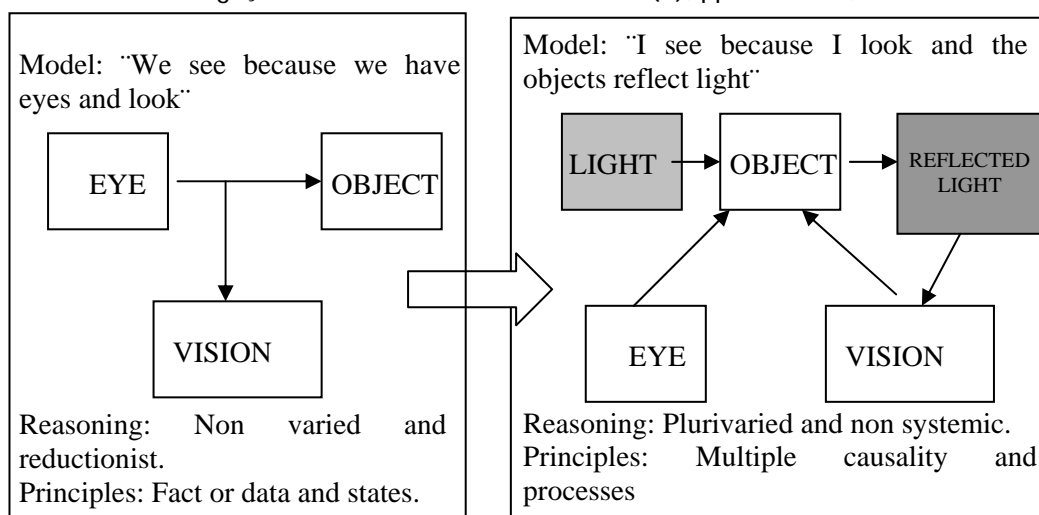 Model: ¨We see because we have
eyes and look¨
EYE
OBJECT
VISION
Reasoning: Non varied and
reductionist.
Principles: Fact or data and states.
Model: ¨I see because I look and the
objects reflect light¨
LIGHT
OBJECT
REFLECTED
LIGHT
EYE
VISION
Reasoning: Plurivaried and non systemic.
Principles: Multiple causality and
processes